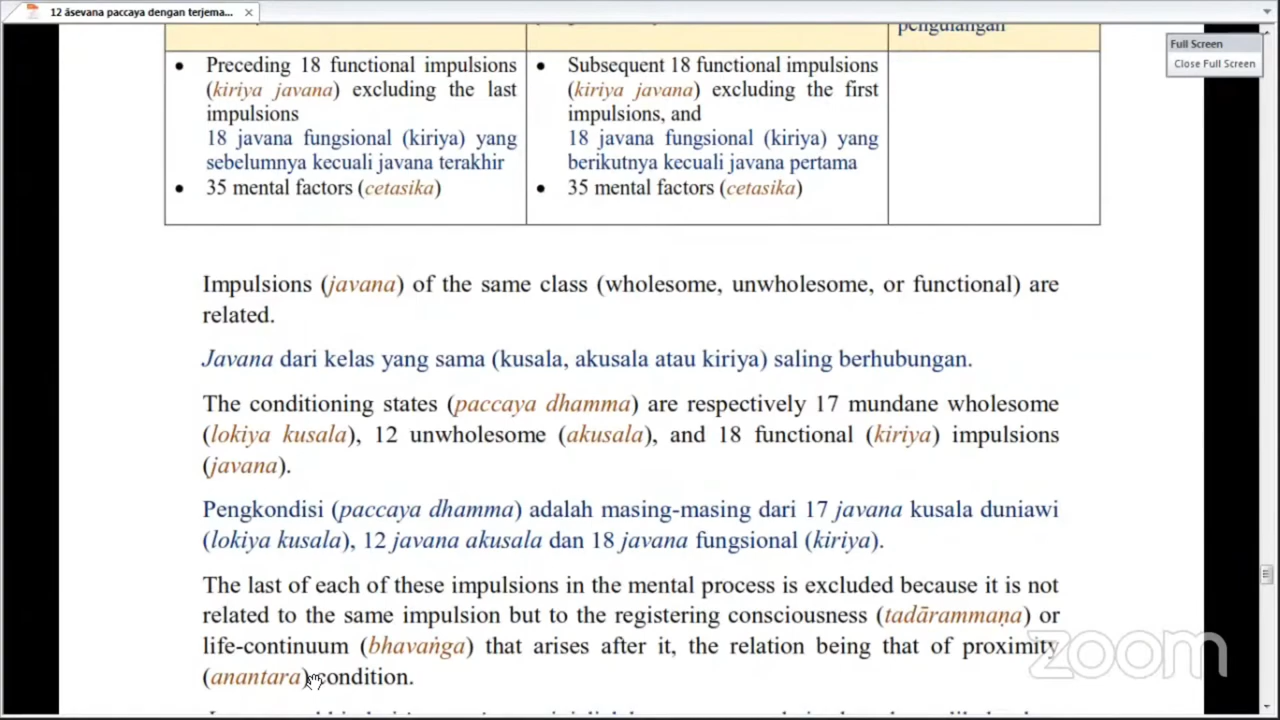 12 āsevana paccaya dengan terjema...
Full Screen
Close Full Screen
pengulangan
• Preceding 18 functional impulsions
(kiriya javana) excluding the last
impulsions
18 javana fungsional (kiriya) yang
sebelumnya kecuali javana terakhir
• 35 mental factors (cetasika)
• Subsequent 18 functional impulsions
(kiriya javana) excluding the first
impulsions, and
18 javana fungsional (kiriya) yang
berikutnya kecuali javana pertama
• 35 mental factors (cetasika)
Impulsions (javana) of the same class (wholesome, unwholesome, or functional) are
related.
Javana dari kelas yang sama (kusala, akusala atau kiriya) saling berhubungan.
The conditioning states (paccaya dhamma) are respectively 17 mundane wholesome
(lokiya kusala), 12 unwholesome (akusala), and 18 functional (kiriya) impulsions
(javana).
Pengkondisi (paccaya dhamma) adalah masing-masing dari 17 javana kusala duniawi
(lokiya kusala), 12 javana akusala dan 18 javana fungsional (kiriya).
The last of each of these impulsions in the mental process is excluded because it is not
related to the same impulsion but to the registering consciousness (tadārammaṇa) or
life-continuum (bhavaṅga) that arises after it, the relation being that of proximity
(anantara) condition.
zoom